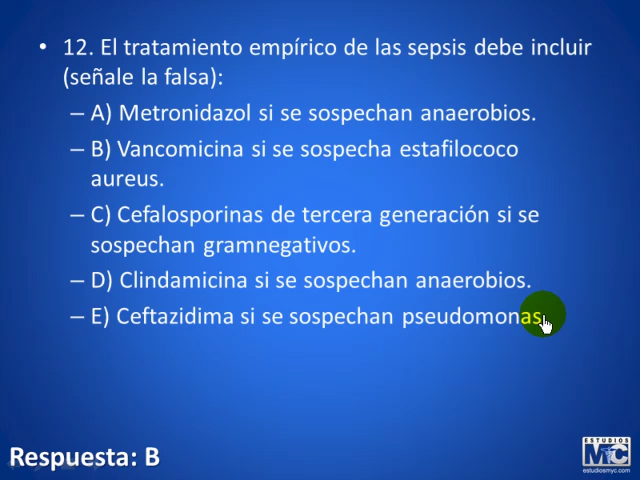 • 12. El tratamiento empírico de las sepsis debe incluir
(señale la falsa):
– A) Metronidazol si se sospechan anaerobios.
– B) Vancomicina si se sospecha estafilococo
aureus.
– C) Cefalosporinas de tercera generación si se
sospechan gramnegativos.
– D) Clindamicina si se sospechan anaerobios.
– E) Ceftazidima si se sospechan pseudomonas.
Respuesta: B
ESTUDIOS
MyC
estudiosmyc.com